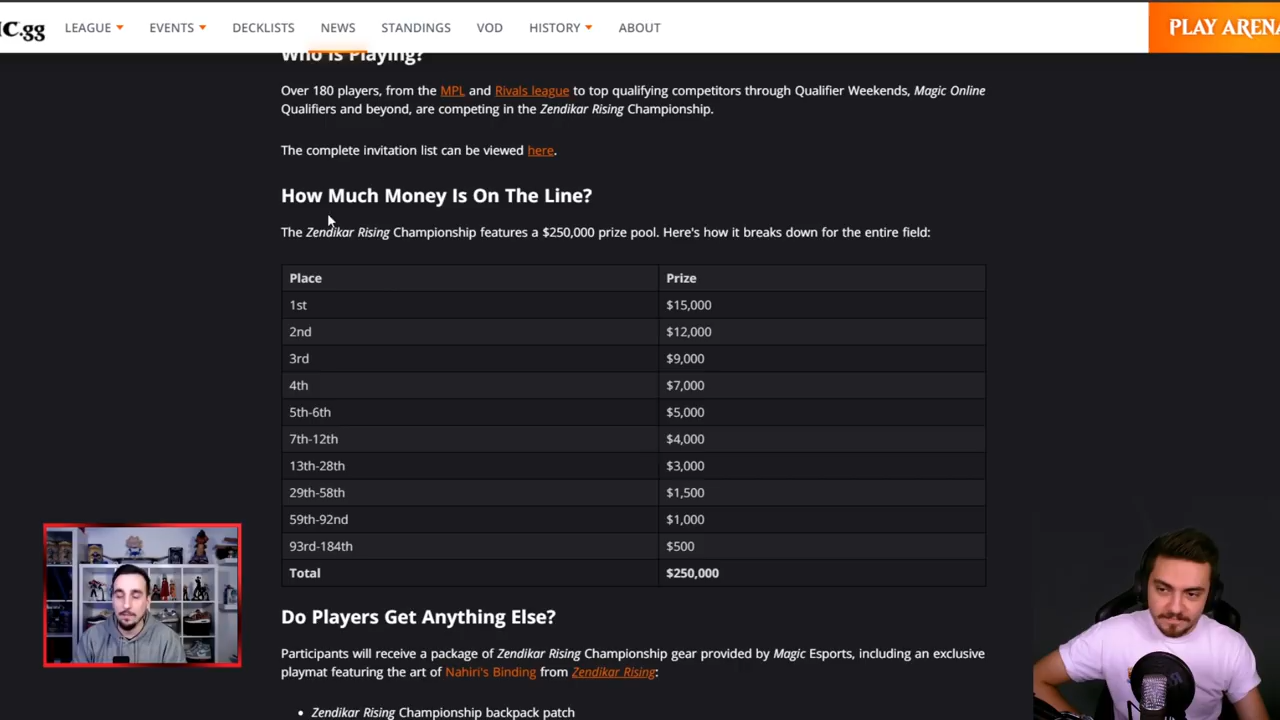 IC.gg LEAGUE EVENTS DECKLISTS NEWS STANDINGS VOD HISTORY ABOUT PLAY ARENA
Who Is Playing?
Over 180 players, from the MPL and Rivals league to top qualifying competitors through Qualifier Weekends, Magic Online
Qualifiers and beyond, are competing in the Zendikar Rising Championship.
The complete invitation list can be viewed here.
How Much Money Is On The Line?
The Zendikar Rising Championship features a $250,000 prize pool. Here's how it breaks down for the entire field:
Place Prize
1st $15,000
2nd $12,000
3rd $9,000
4th $7,000
5th-6th $5,000
7th-12th $4,000
13th-28th $3,000
29th-58th $1,500
59th-92nd $1,000
93rd-184th $500
Total $250,000
Do Players Get Anything Else?
Participants will receive a package of Zendikar Rising Championship gear provided by Magic Esports, including an exclusive
playmat featuring the art of Nahiri's Binding from Zendikar Rising:
• Zendikar Rising Championship backpack patch